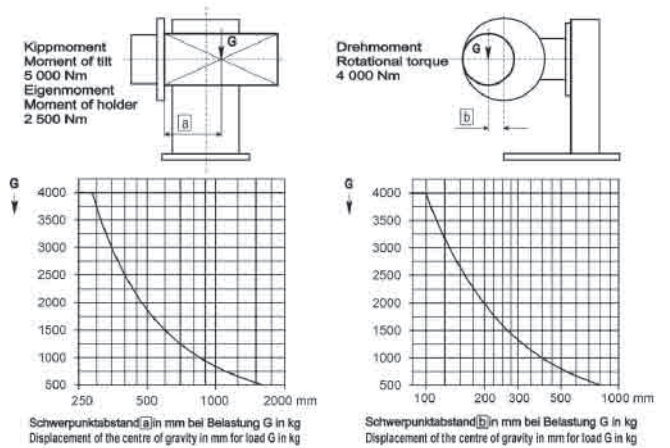 Kippmoment
Moment of tilt
5 000 Nm
Eigenmoment
Moment of holder
2 500 Nm
G
a
Drehmoment
Rotational torque
4 000 Nm
G
b
G
4000
3500
3000
2500
2000
1500
1000
500
250 500 1000 2000 mm
Schwerpunktabstand a in mm bei Belastung G in kg
Displacement of the centre of gravity in mm for load G in kg
G
4000
3500
3000
2500
2000
1500
1000
500
100 200 300 500 1000 mm
Schwerpunktabstand b in mm bei Belastung G in kg
Displacement of the centre of gravity in mm for load G in kg